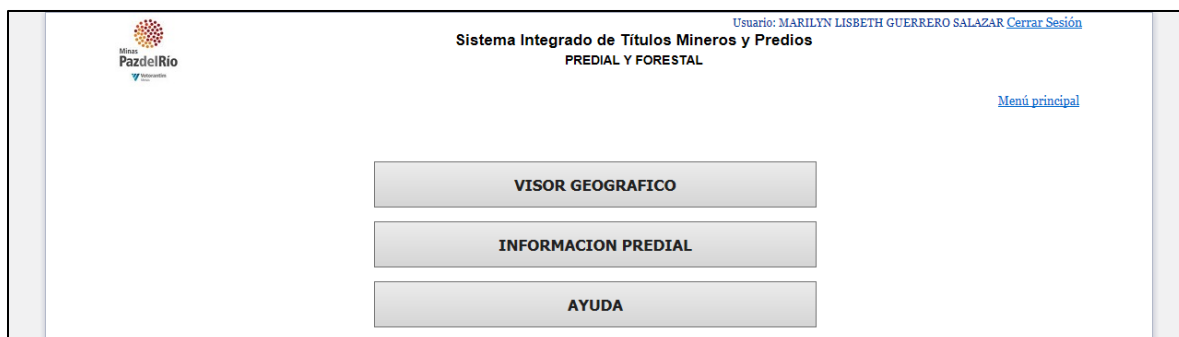 Usuario: MARILYN LISBETH GUERRERO SALAZAR Cerrar Sesión
Minas
PazdelRío
Votorantim
Sistema Integrado de Títulos Mineros y Predios
PREDIAL Y FORESTAL
Menú principal
VISOR GEOGRAFICO
INFORMACION PREDIAL
AYUDA